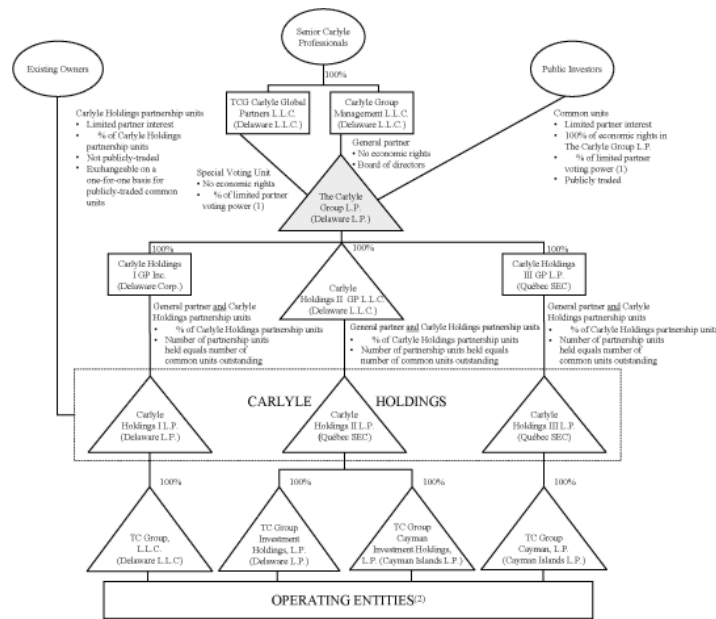 Senior Carlyle
Professionals
Existing Owners
Public Investors
100%
TCG Carlyle Global
Partners L.L.C.
(Delaware L.L.C.)
Carlyle Group
Management L.L.C.
(Delaware L.L.C.)
Carlyle Holdings partnership units
• Limited partner interest
• % of Carlyle Holdings
partnership units
• Not publicly-traded
• Exchangeable on a
one-for-one basis for
publicly-traded common
units
Common units
• Limited partner interest
• 100% of economic rights in
The Carlyle Group L.P.
• % of limited partner
voting power (1)
• Publicly traded
General partner
• No economic rights
• Board of directors
Special Voting Unit
• No economic rights
• % of limited partner
voting power (1)
The Carlyle
Group L.P.
(Delaware L.P.)
100%
100%
100%
Carlyle Holdings
I GP Inc.
(Delaware Corp.)
Carlyle
Holdings II GP L.L.C.
(Delaware L.L.C.)
Carlyle Holdings
III GP L.P.
(Québec SEC)
General partner and Carlyle
Holdings partnership units
• % of Carlyle Holdings partnership units
• Number of partnership units
held equals number of
common units outstanding
General partner and Carlyle Holdings partnership units
• % of Carlyle Holdings partnership units
• Number of partnership units held equals
number of common units outstanding
General partner and Carlyle
Holdings partnership units
• % of Carlyle Holdings partnership units
• Number of partnership units
held equals number of
common units outstanding
CARLYLE HOLDINGS
Carlyle
Holdings I L.P.
(Delaware L.P.)
Carlyle
Holdings II L.P.
(Québec SEC)
Carlyle
Holdings III L.P.
(Québec SEC)
100%
100%
100%
100%
TC Group,
L.L.C.
(Delaware L.L.C)
TC Group
Investment
Holdings, L.P.
(Delaware L.P.)
TC Group
Cayman
Investment Holdings,
L.P. (Cayman Islands L.P.)
TC Group
Cayman, L.P.
(Cayman Islands L.P.)
OPERATING ENTITIES(2)